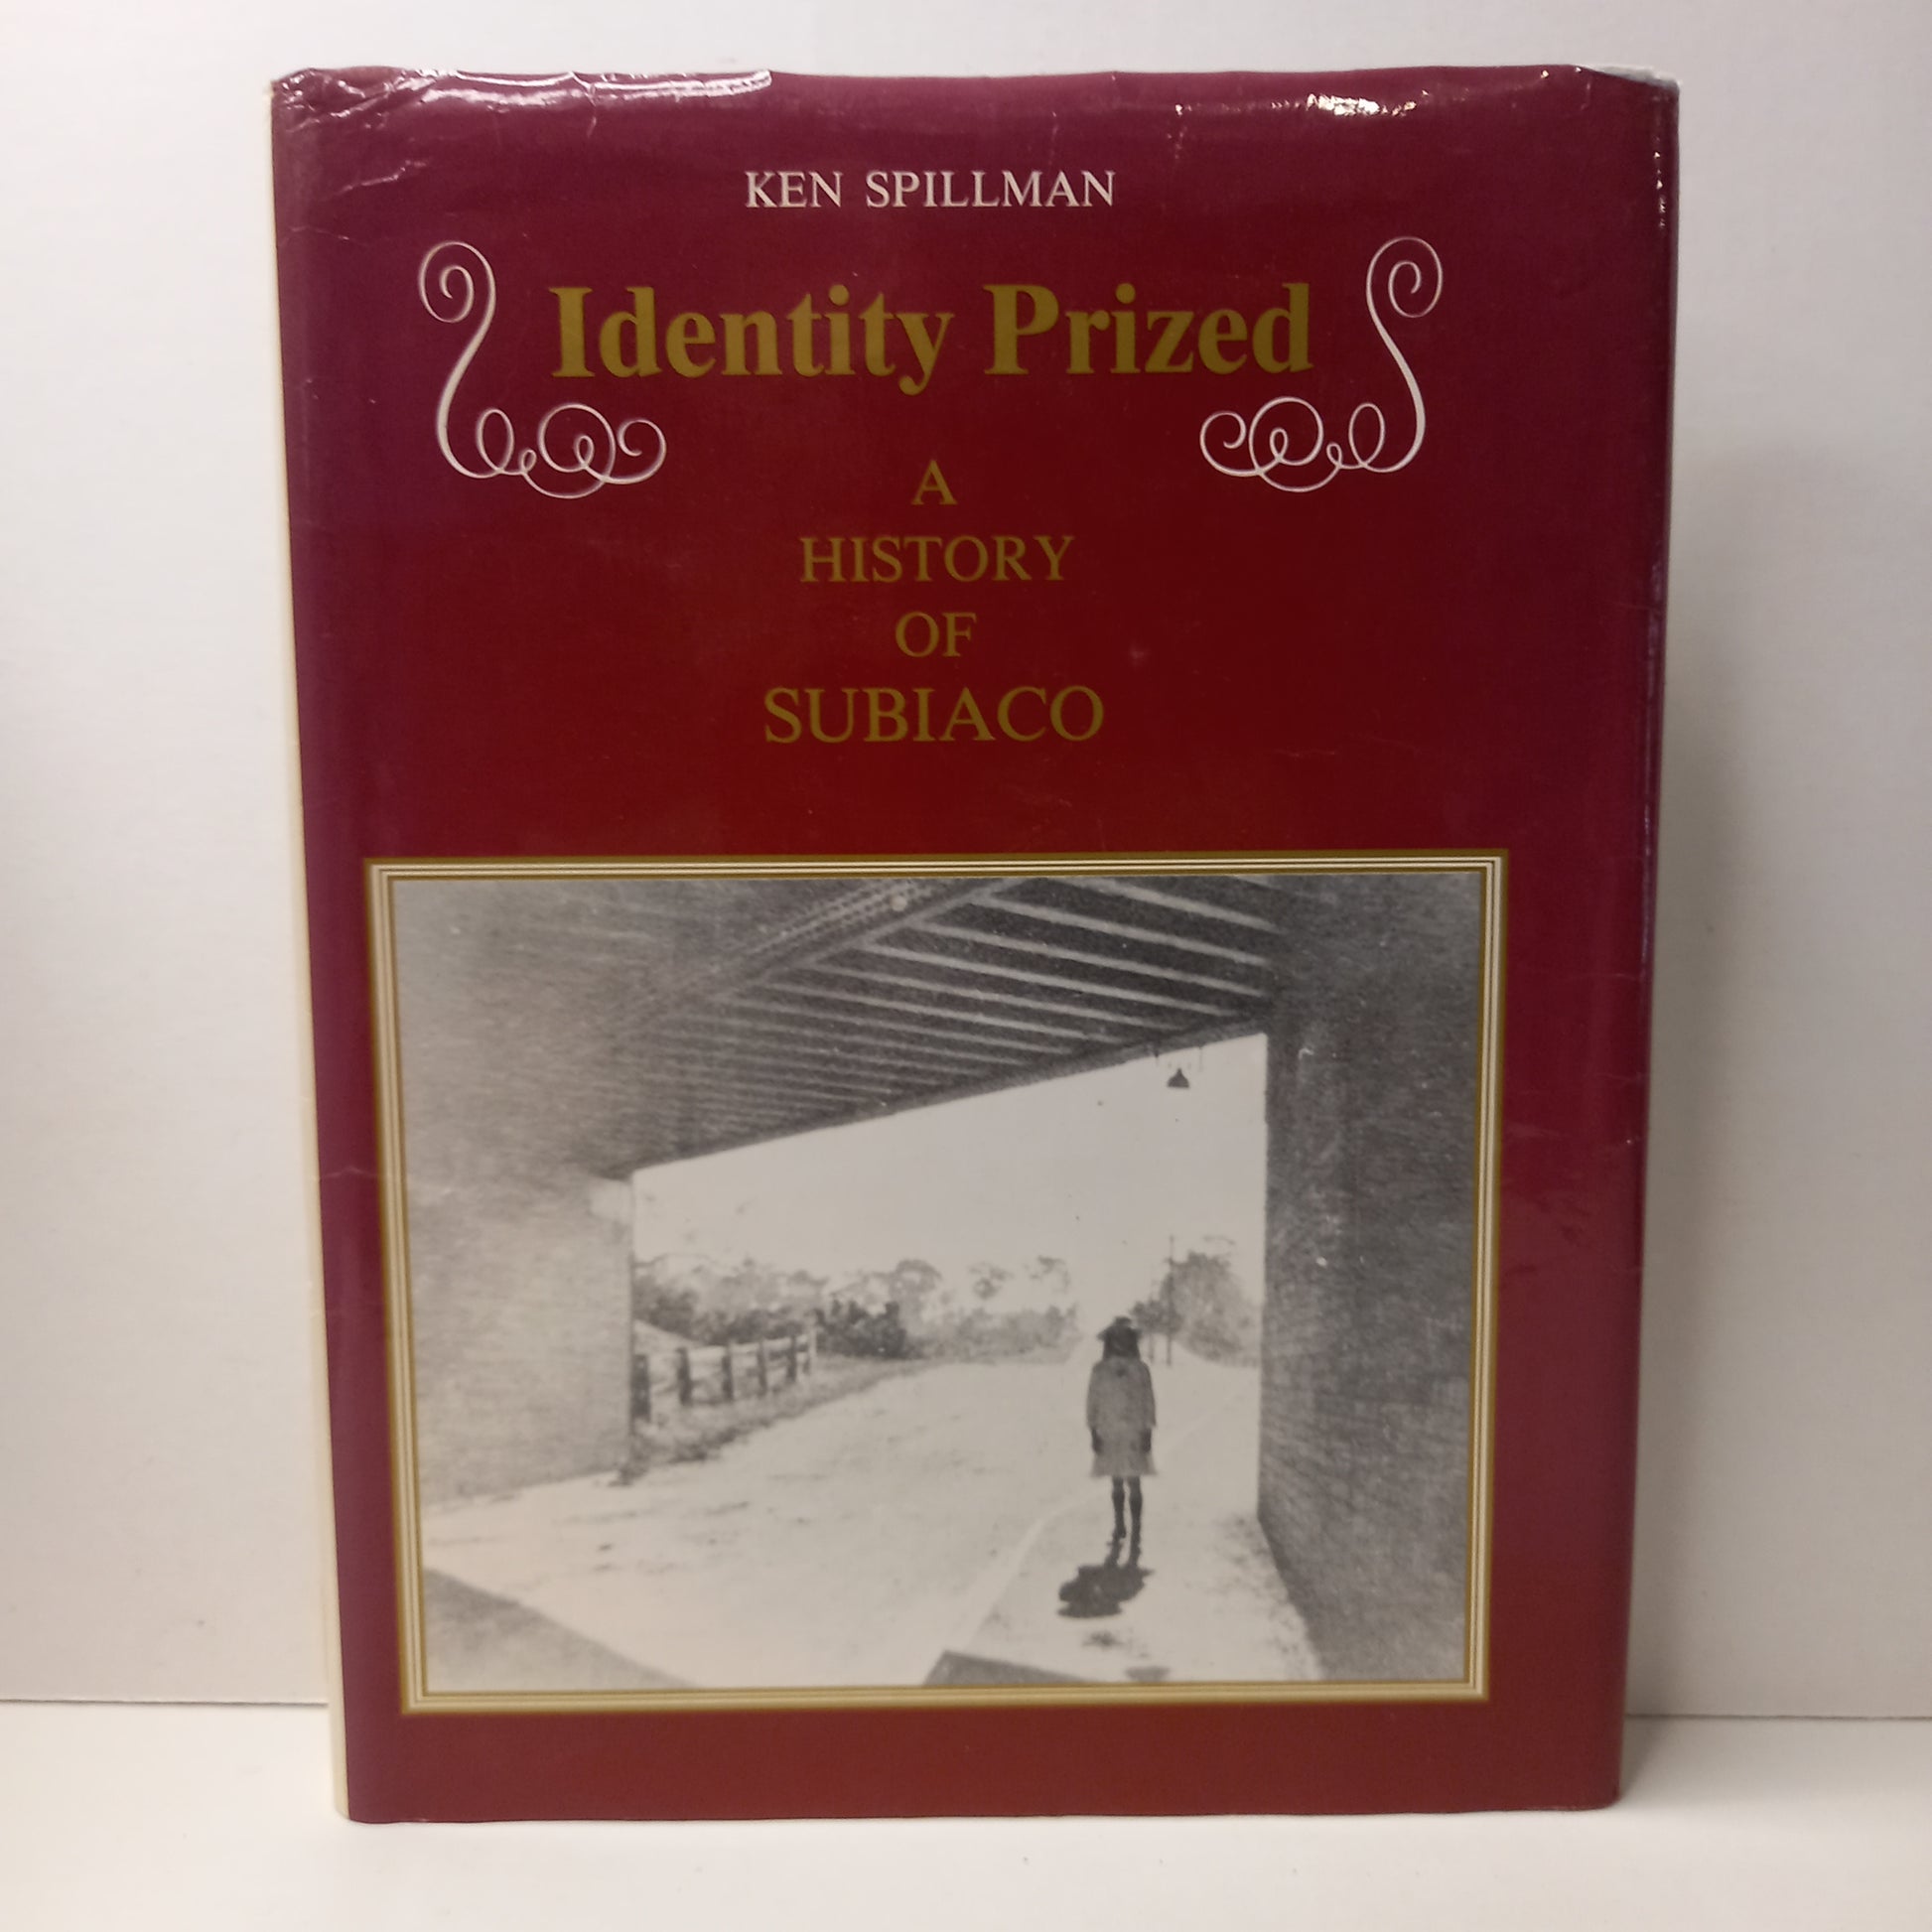 KEN SPILLMAN
Identity Prized
A
HISTORY
OF
SUBIACO